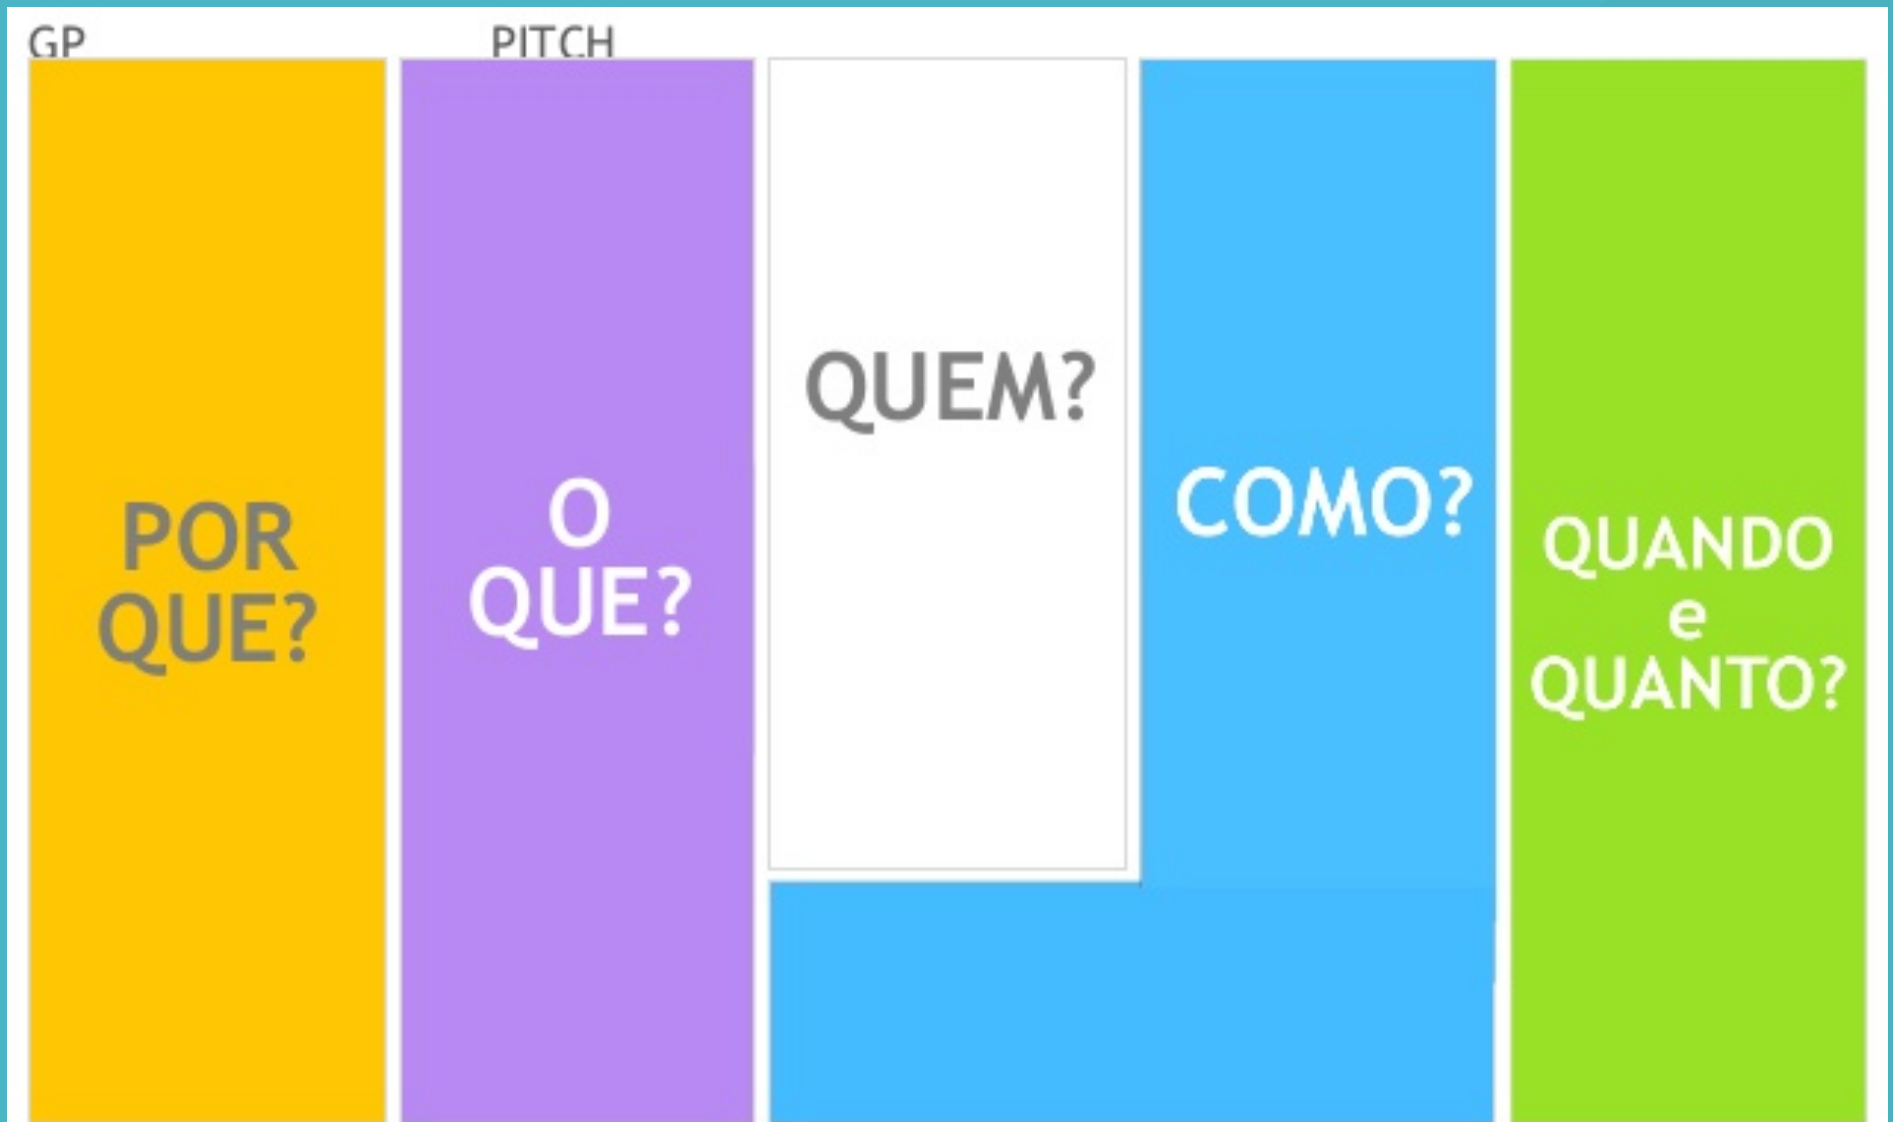 GP
PITCH
POR
QUE?
O
QUE?
QUEM?
COMO?
QUANDO
e
QUANTO?